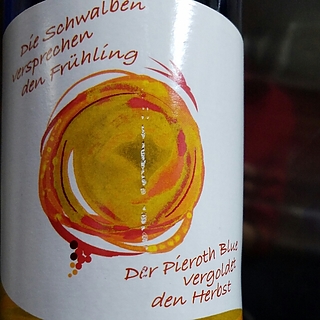 Die Schwalben
versprechen
den Frühling
Der Pieroth Blue
vergoldet
den Herbst